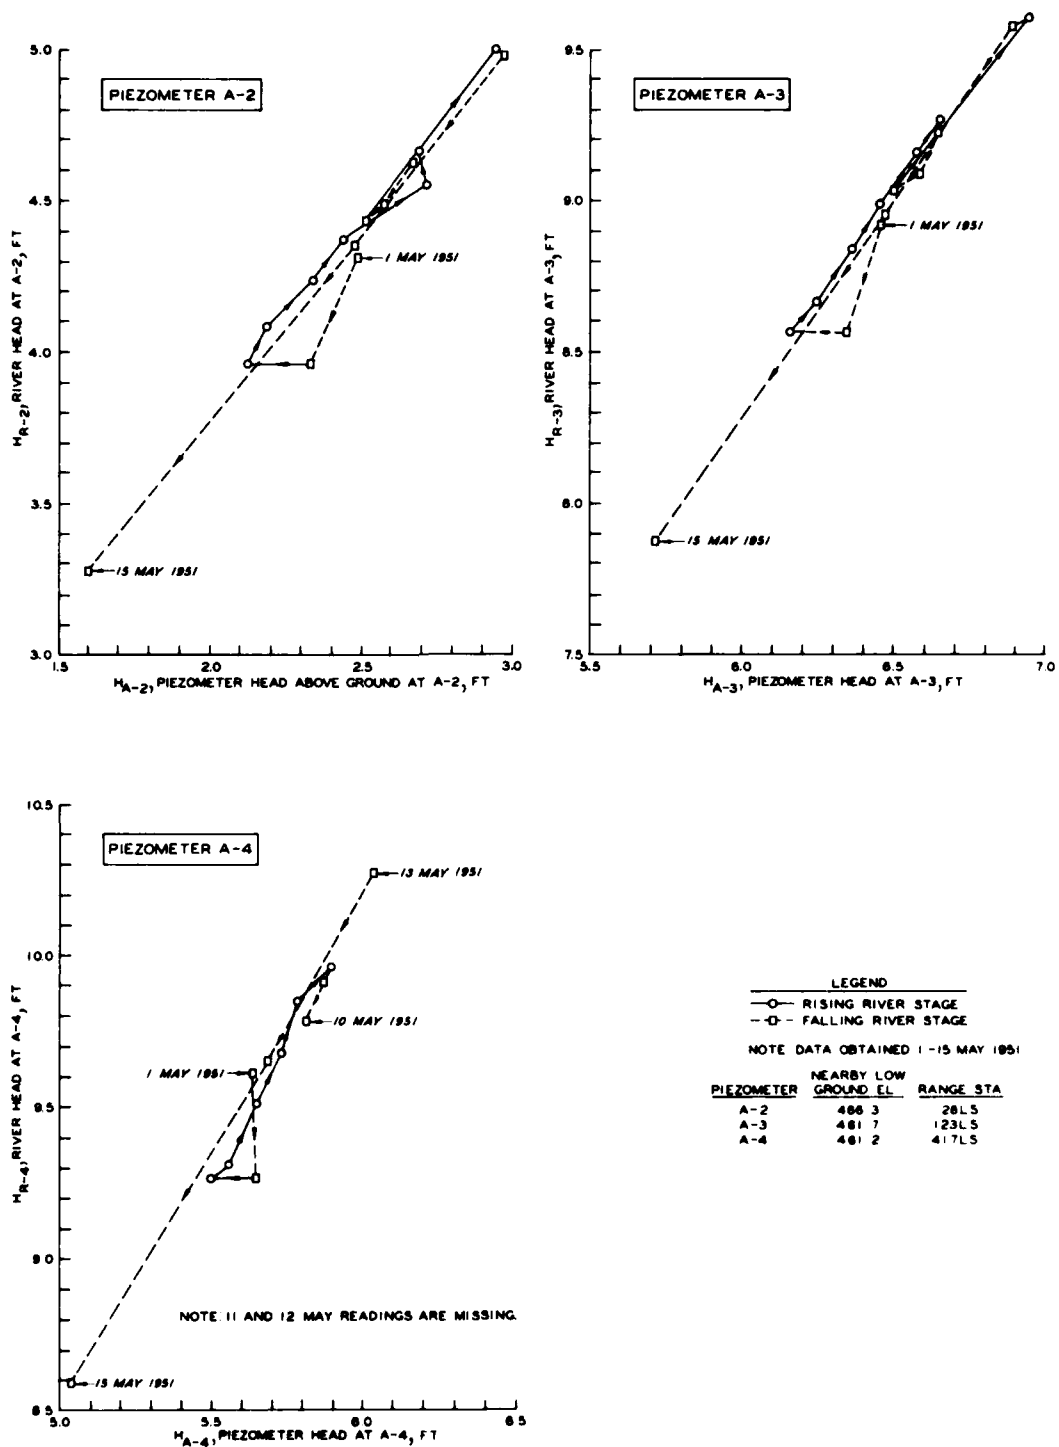 PIEZOMETER A-2
5.0
4.5
4.0
3.5
3.0
HR-2, RIVER HEAD AT A-2, FT
1 MAY 1951
15 MAY 1951
1.5 2.0 2.5 3.0
HA-2, PIEZOMETER HEAD ABOVE GROUND AT A-2, FT
PIEZOMETER A-3
9.5
9.0
8.5
8.0
7.5
HR-3, RIVER HEAD AT A-3, FT
1 MAY 1951
15 MAY 1951
5.5 6.0 6.5 7.0
HA-3, PIEZOMETER HEAD AT A-3, FT
PIEZOMETER A-4
10.5
10.0
9.5
9.0
8.5
HR-4, RIVER HEAD AT A-4, FT
13 MAY 1951
10 MAY 1951
1 MAY 1951
NOTE: 11 AND 12 MAY READINGS ARE MISSING.
15 MAY 1951
5.0 5.5 6.0 6.5
HA-4, PIEZOMETER HEAD AT A-4, FT
LEGEND
RISING RIVER STAGE
FALLING RIVER STAGE
NOTE DATA OBTAINED 1-15 MAY 1951
NEARBY LOW
PIEZOMETER GROUND EL RANGE STA
A-2 466 3 28LS
A-3 461 7 123LS
A-4 461 2 417LS